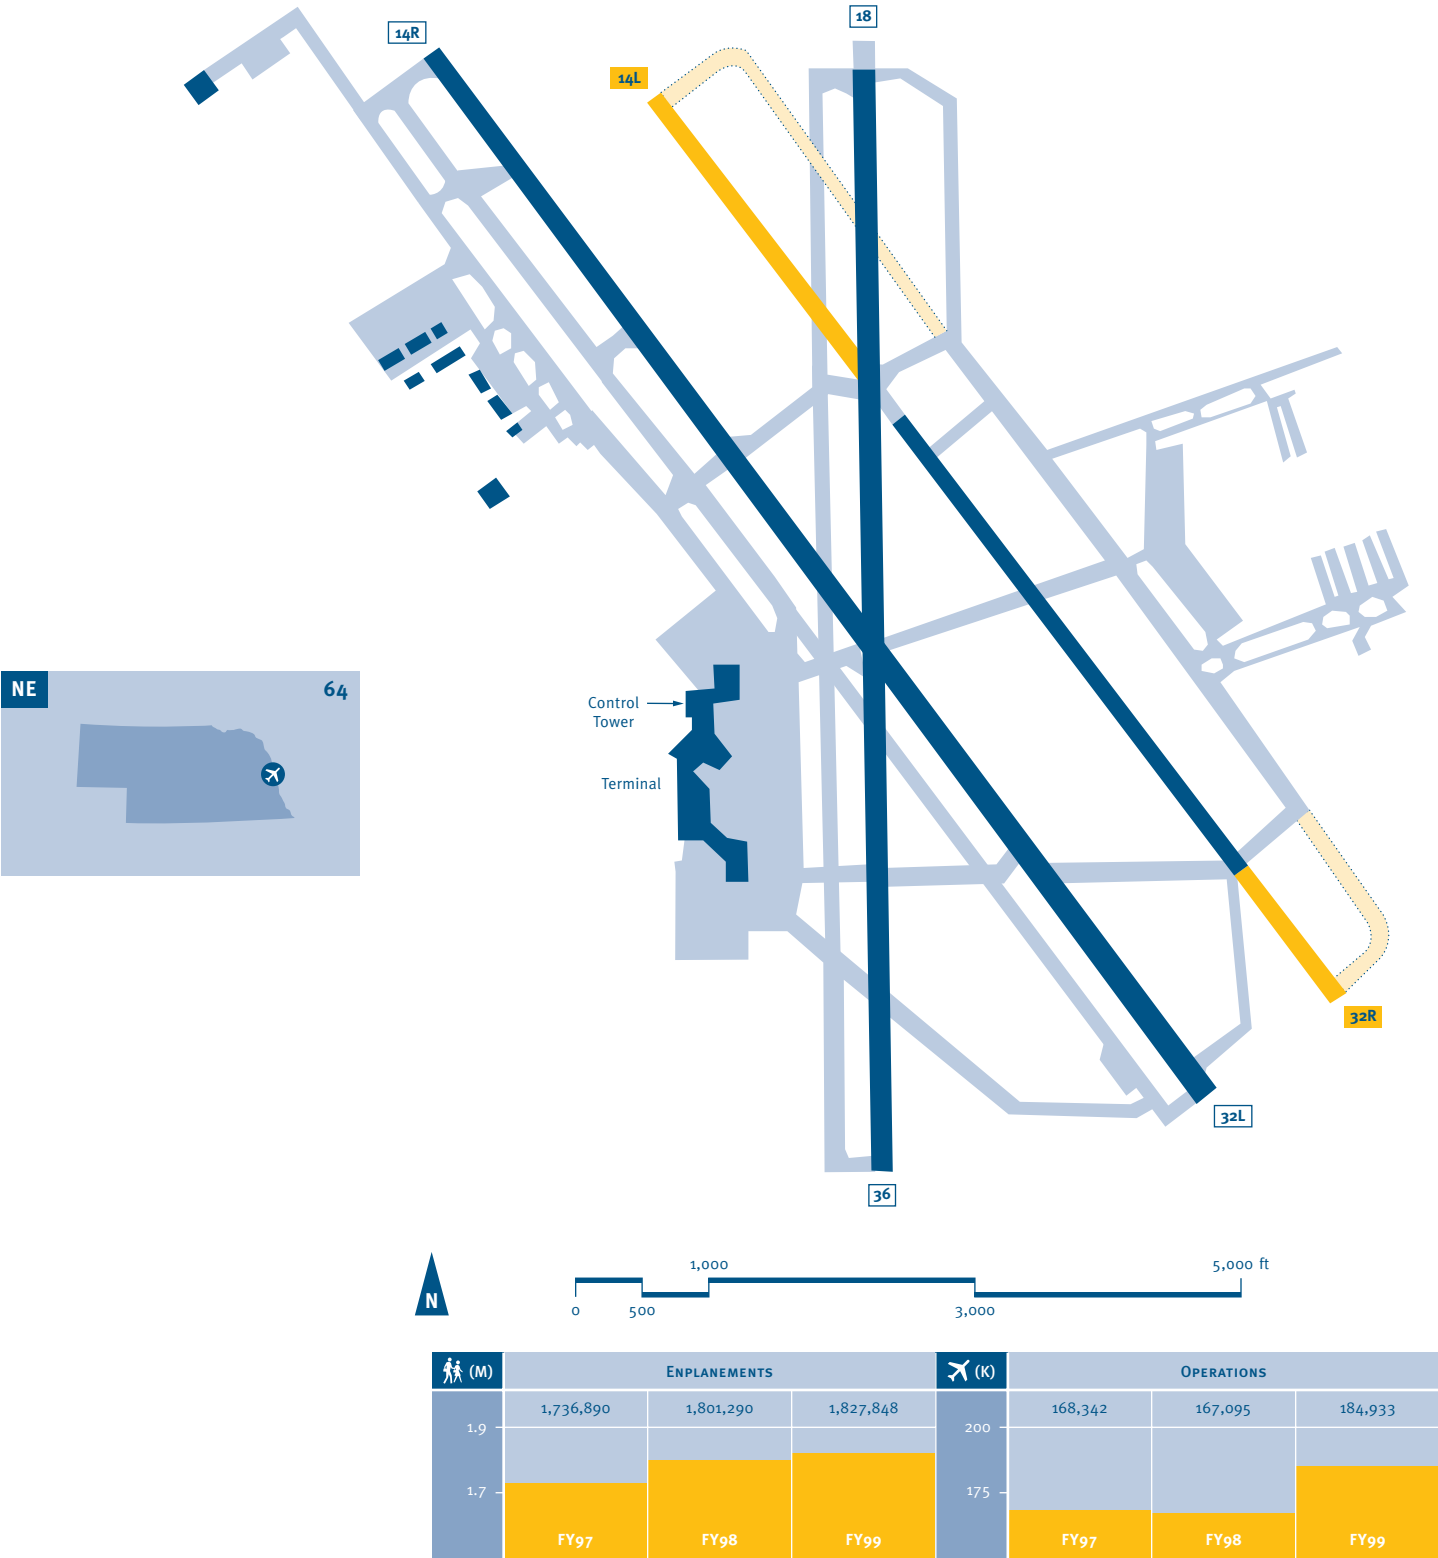 18
14R
14L
NE 64
Control
Tower
Terminal
32R
32L
36
N
1,000 5,000 ft
0 500 3,000
(M) Enplanements (K) Operations
1,736,890 1,801,290 1,827,848 168,342 167,095 184,933
1.9 200
1.7 175
FY97 FY98 FY99 FY97 FY98 FY99